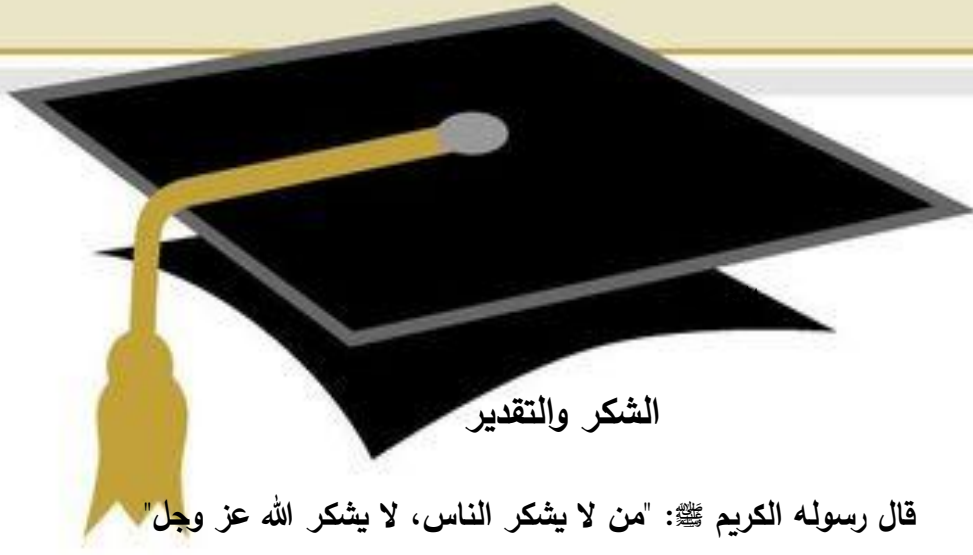 الشكر والتقدير
قال رسوله الكريم ﷺ: "من لا يشكر الناس، لا يشكر الله عز وجل"